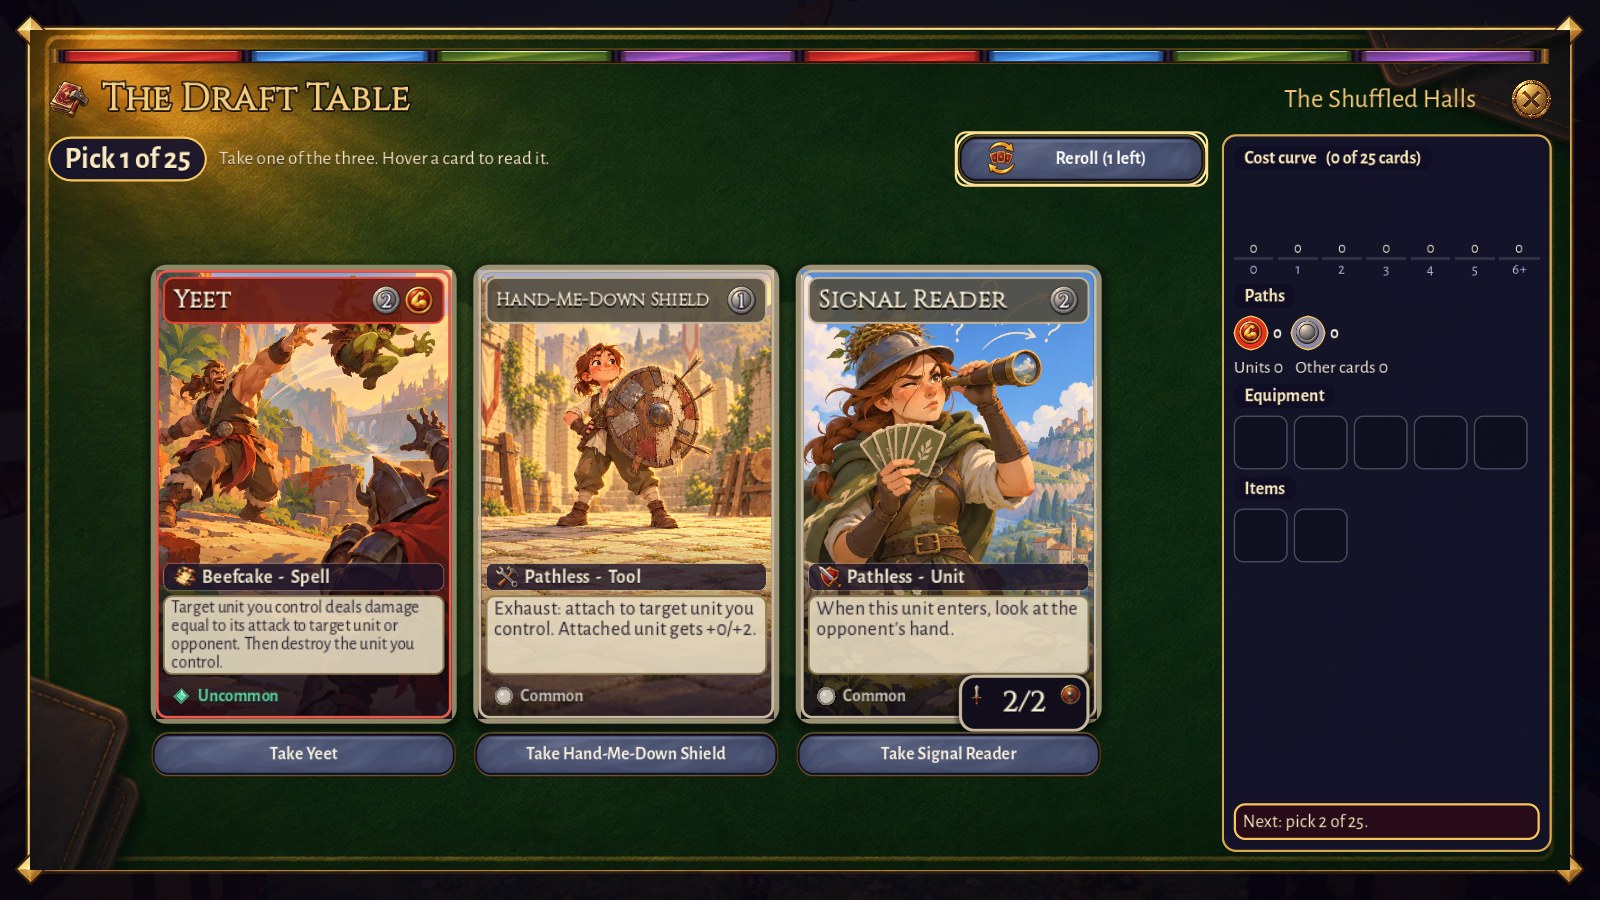 The Draft Table
The Shuffled Halls
Pick 1 of 25
Take one of the three. Hover a card to read it.
Reroll (1 left)
Yeet
2
Beefcake - Spell
Target unit you control deals damage
equal to its attack to target unit or
opponent. Then destroy the unit you
control.
Uncommon
Take Yeet
Hand-Me-Down Shield
1
Pathless - Tool
Exhaust: attach to target unit you
control. Attached unit gets +0/+2.
Common
Take Hand-Me-Down Shield
Signal Reader
2
? ?
Pathless - Unit
When this unit enters, look at the
opponent's hand.
Common
2/2
Take Signal Reader
Cost curve (0 of 25 cards)
0 0 0 0 0 0 0
0 1 2 3 4 5 6+
Paths
0 0
Units 0 Other cards 0
Equipment
Items
Next: pick 2 of 25.